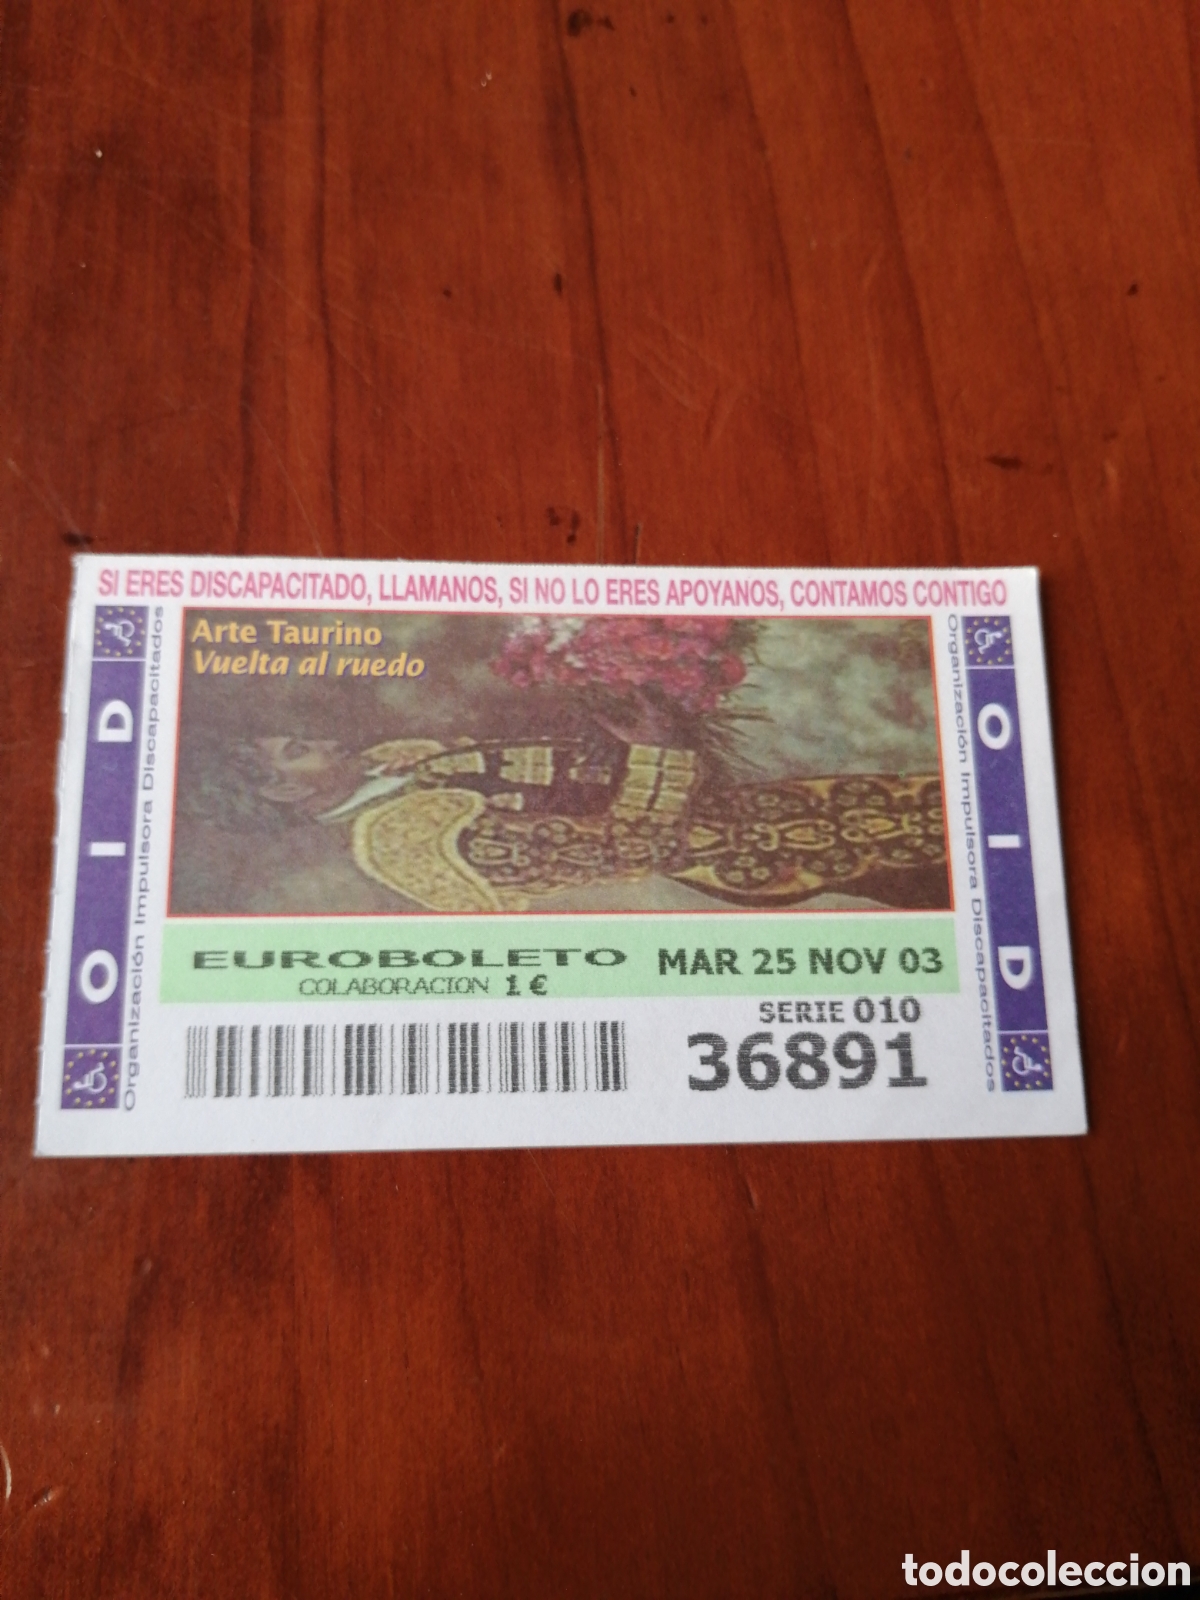 SI ERES DISCAPACITADO, LLAMANOS, SI NO LO ERES APOYANOS, CONTAMOS CONTIGO
OID
Organización Impulsora Discapacitados
Arte Taurino
Vuelta al ruedo
Organización Impulsora Discapacitados
OID
EUROBOLETO
COLABORACION 1 €
MAR 25 NOV 03
SERIE 010
36891
todocoleccion